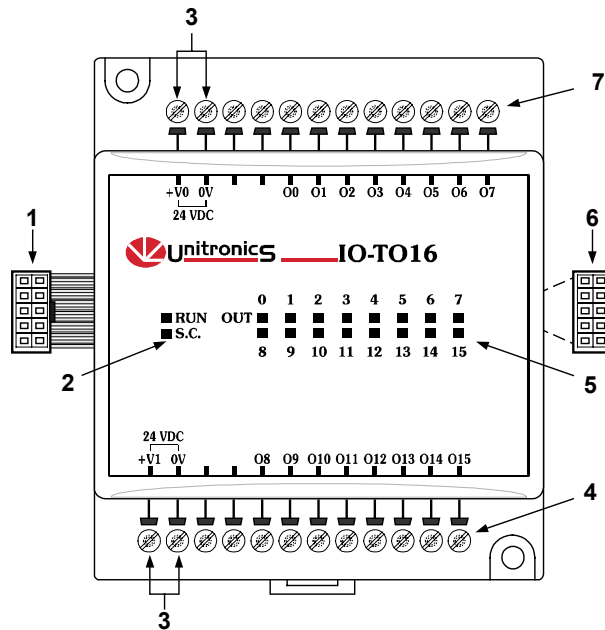 3
7
+V0 0V O0 O1 O2 O3 O4 O5 O6 O7
24 VDC
1
6
UnitronicS IO-TO16
0 1 2 3 4 5 6 7
RUN OUT
S.C.
8 9 10 11 12 13 14 15
2
5
24 VDC
+V1 0V O8 O9 O10 O11 O12 O13 O14 O15
4
3